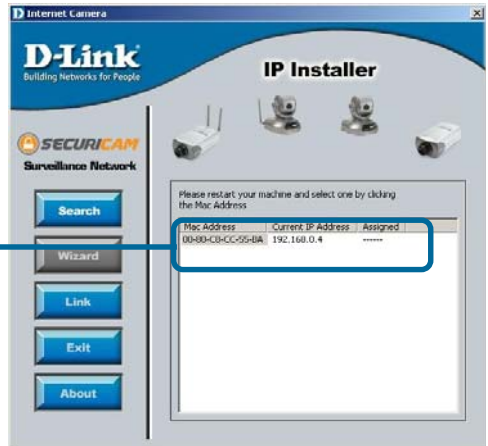 Internet Camera
D-Link
Building Networks for People
IP Installer
SECURICAM
Surveillance Network
Please restart your machine and select one by clicking
the Mac Address
Mac Address Current IP Address Assigned
00-80-C8-CC-55-BA 192.168.0.4 ------
Search
Wizard
Link
Exit
About